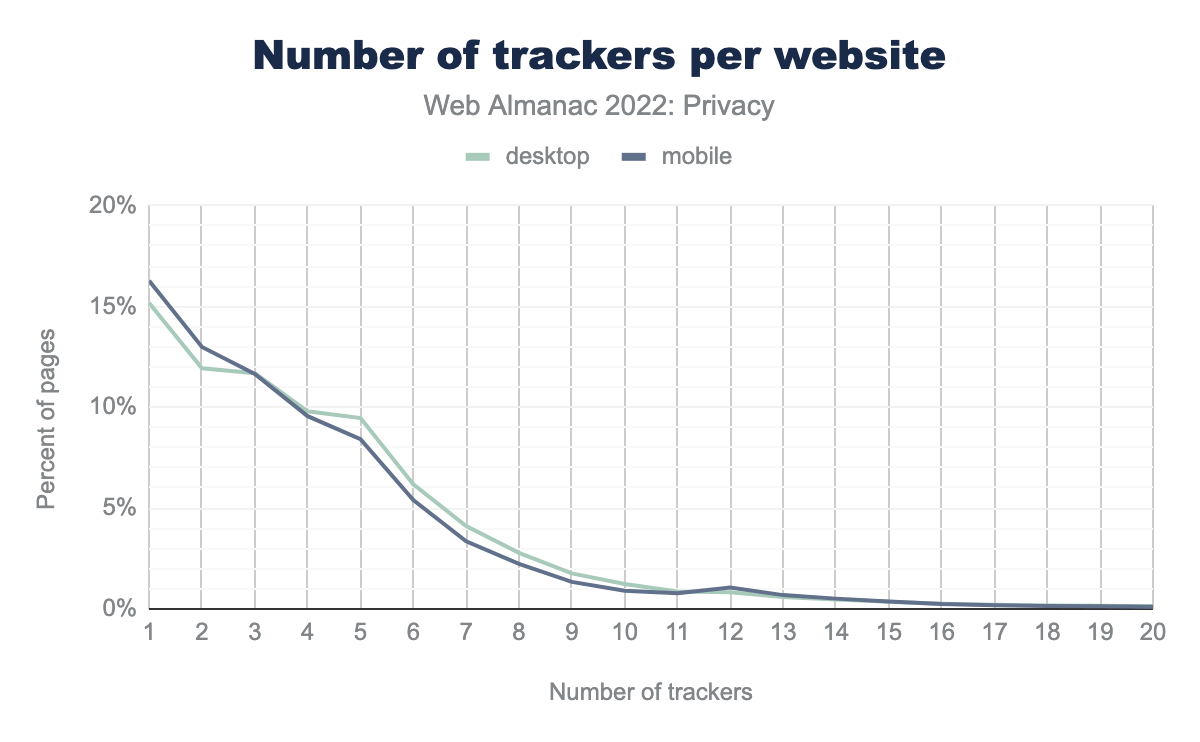 Number of trackers per website
Web Almanac 2022: Privacy
desktop mobile
20%
15%
10%
5%
0%
Percent of pages
1 2 3 4 5 6 7 8 9 10 11 12 13 14 15 16 17 18 19 20
Number of trackers